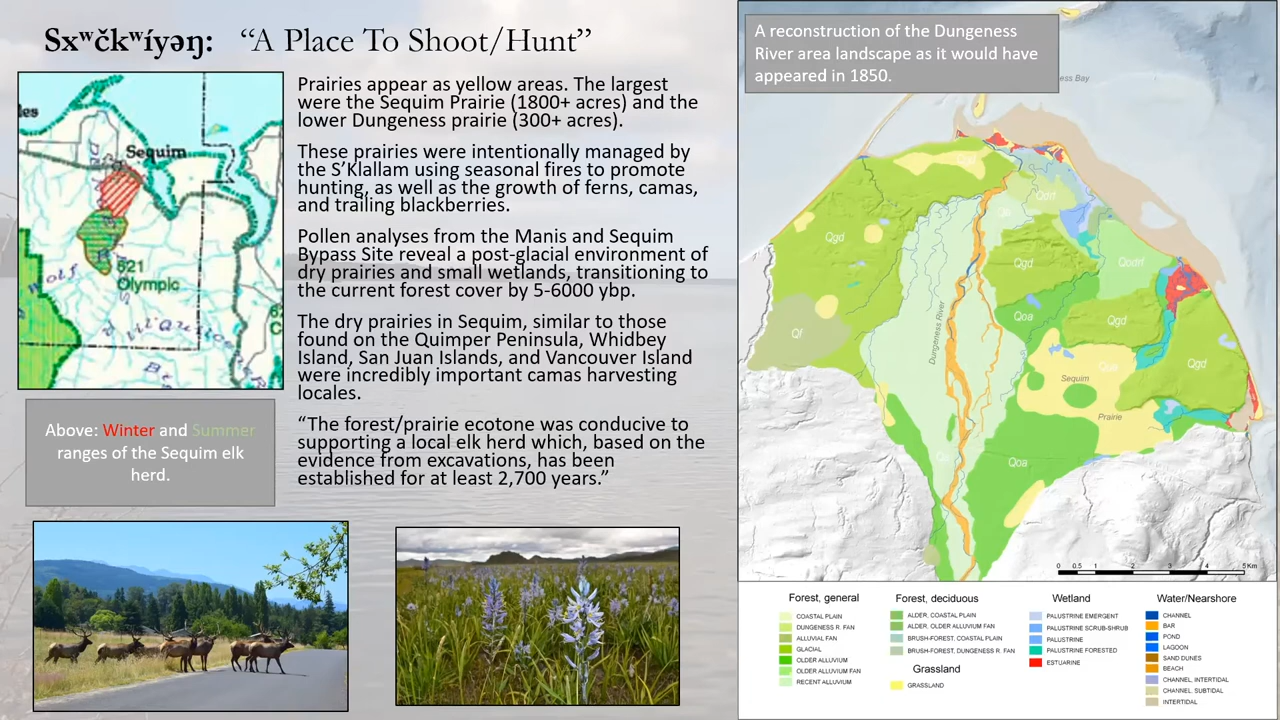 Sxʷčkʷíyəŋ: “A Place To Shoot/Hunt”
Prairies appear as yellow areas. The largest
were the Sequim Prairie (1800+ acres) and the
lower Dungeness prairie (300+ acres).
These prairies were intentionally managed by
the S’Klallam using seasonal fires to promote
hunting, as well as the growth of ferns, camas,
and trailing blackberries.
Pollen analyses from the Manis and Sequim
Bypass Site reveal a post-glacial environment of
dry prairies and small wetlands, transitioning to
the current forest cover by 5-6000 ybp.
The dry prairies in Sequim, similar to those
found on the Quimper Peninsula, Whidbey
Island, San Juan Islands, and Vancouver Island
were incredibly important camas harvesting
locales.
“The forest/prairie ecotone was conducive to
supporting a local elk herd which, based on the
evidence from excavations, has been
established for at least 2,700 years.”
les
Sequim
621
Olympic
Wolf
Above: Winter and Summer
ranges of the Sequim elk
herd.
A reconstruction of the Dungeness
River area landscape as it would have
appeared in 1850.
ess Bay
Qgd
Qgd
Qgd
Qoa
Qgd
Qgd
Qf
Dungeness River
Sequim
Prairie
Qoa
0 0.5 1 2 3 4 5 Km
Forest, general
COASTAL PLAIN
DUNGENESS R. FAN
ALLUVIAL FAN
GLACIAL
OLDER ALLUVIUM
OLDER ALLUVIUM FAN
RECENT ALLUVIUM
Forest, deciduous
ALDER, COASTAL PLAIN
ALDER, OLDER ALLUVIUM FAN
BRUSH-FOREST, COASTAL PLAIN
BRUSH-FOREST, DUNGENESS R. FAN
Grassland
GRASSLAND
Wetland
PALUSTRINE EMERGENT
PALUSTRINE SCRUB-SHRUB
PALUSTRINE
PALUSTRINE FORESTED
ESTUARINE
Water/Nearshore
CHANNEL
BAR
POND
LAGOON
SAND DUNES
BEACH
CHANNEL, INTERTIDAL
CHANNEL, SUBTIDAL
INTERTIDAL